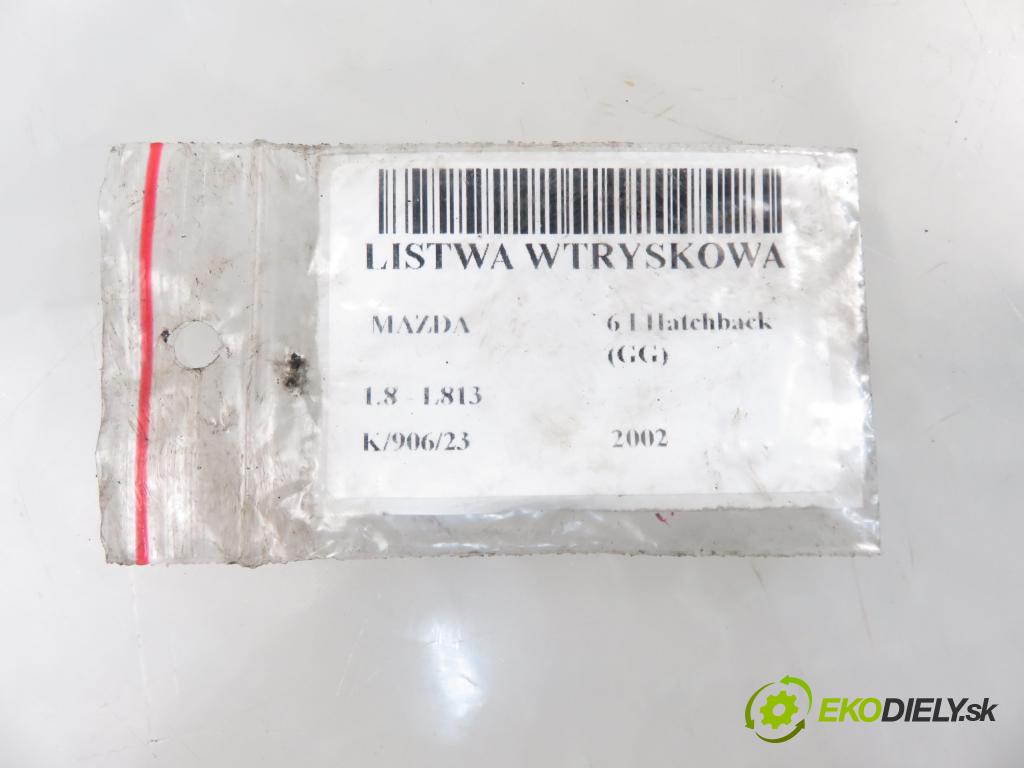 LISTWA WTRYSKOWA
MAZDA 6 I Hatchback
(GG)
1.8 - L813
K/906/23 2002
EKODIELY.sk